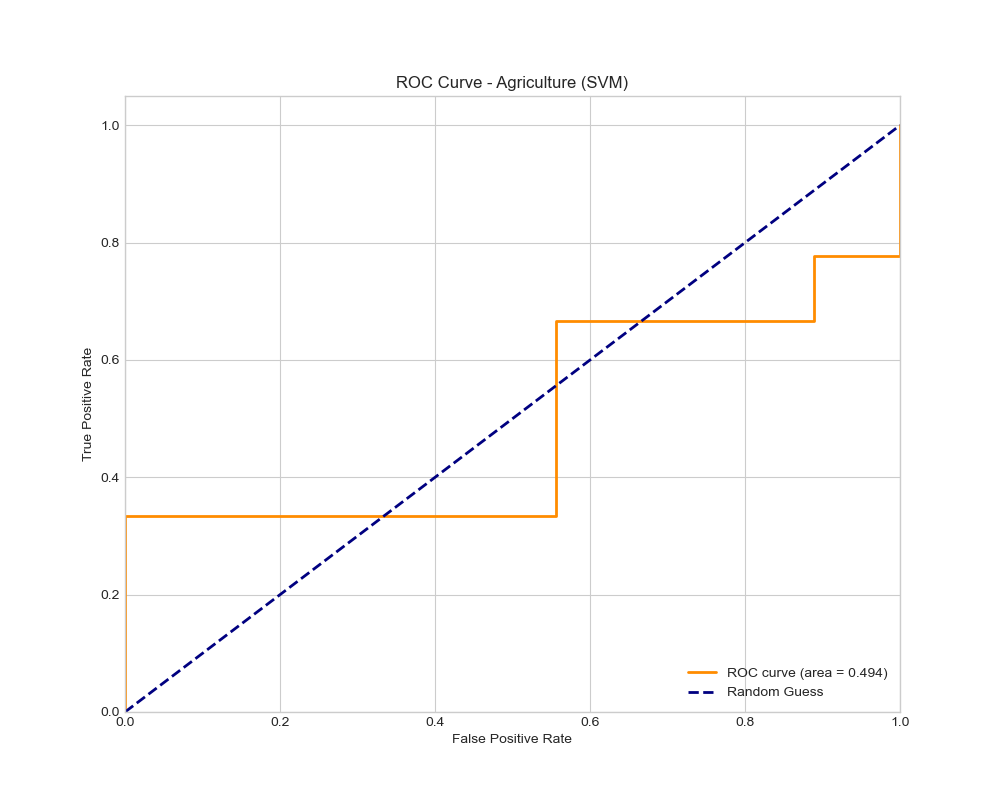 ROC Curve - Agriculture (SVM)
1.0
0.8
0.6
0.4
0.2
0.0
True Positive Rate
0.0 0.2 0.4 0.6 0.8 1.0
False Positive Rate
ROC curve (area = 0.494)
Random Guess